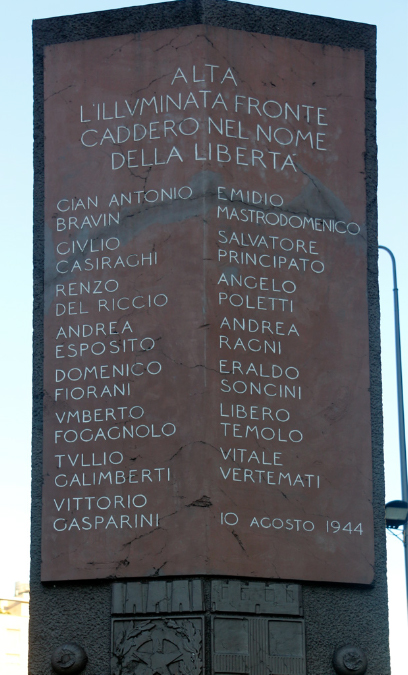 ALTA
L'ILLVMINATA FRONTE
CADDERO NEL NOME
DELLA LIBERTA'
GIAN ANTONIO
BRAVIN
GIVLIO
CASIRAGHI
RENZO
DEL RICCIO
ANDREA
ESPOSITO
DOMENICO
FIORANI
VMBERTO
FOGAGNOLO
TVLLIO
GALIMBERTI
VITTORIO
GASPARINI
EMIDIO
MASTRODOMENICO
SALVATORE
PRINCIPATO
ANGELO
POLETTI
ANDREA
RAGNI
ERALDO
SONCINI
LIBERO
TEMOLO
VITALE
VERTEMATI
10 AGOSTO 1944